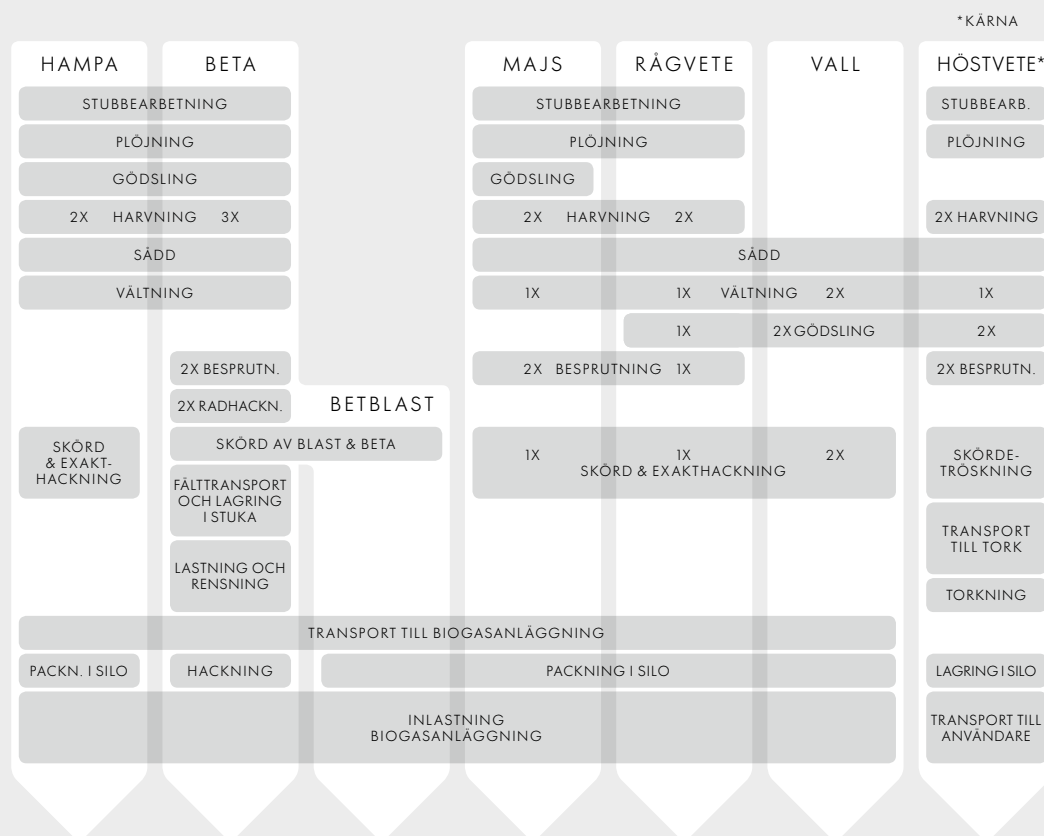 *KÄRNA
HAMPA BETA MAJS RÅGVETE VALL HÖSTVETE*
STUBBEARBETNING STUBBEARBETNING STUBBEARB.
PLÖJNING PLÖJNING PLÖJNING
GÖDSLING GÖDSLING
2X HARVNING 3X 2X HARVNING 2X 2X HARVNING
SÅDD SÅDD
VÄLTNING 1X 1X VÄLTNING 2X 1X
1X 2X GÖDSLING 2X
2X BESPRUTN. 2X BESPRUTNING 1X 2X BESPRUTN.
2X RADHACKN. BETBLAST
SKÖRD
& EXAKT-
HACKNING
SKÖRD AV BLAST & BETA
1X 1X 2X
SKÖRD & EXAKTHACKNING
SKÖRDE-
TRÖSKNING
FÄLTTRANSPORT
OCH LAGRING
I STUKA
TRANSPORT
TILL TORK
LASTNING OCH
RENSNING
TORKNING
TRANSPORT TILL BIOGASANLÄGGNING
PACKN. I SILO HACKNING PACKNING I SILO LAGRING I SILO
INLASTNING
BIOGASANLÄGGNING
TRANSPORT TILL
ANVÄNDARE